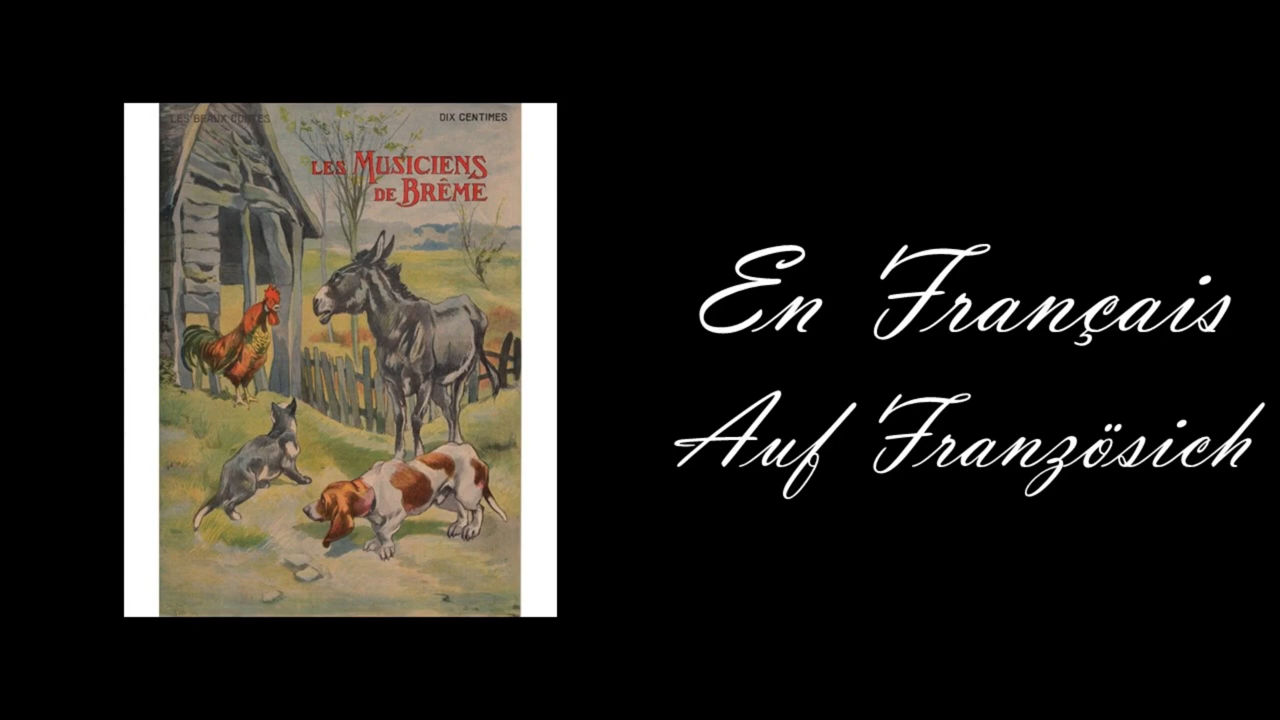 LES BEAUX CONTES
DIX CENTIMES
LES MUSICIENS
DE BRÊME
En Français
Auf Französich